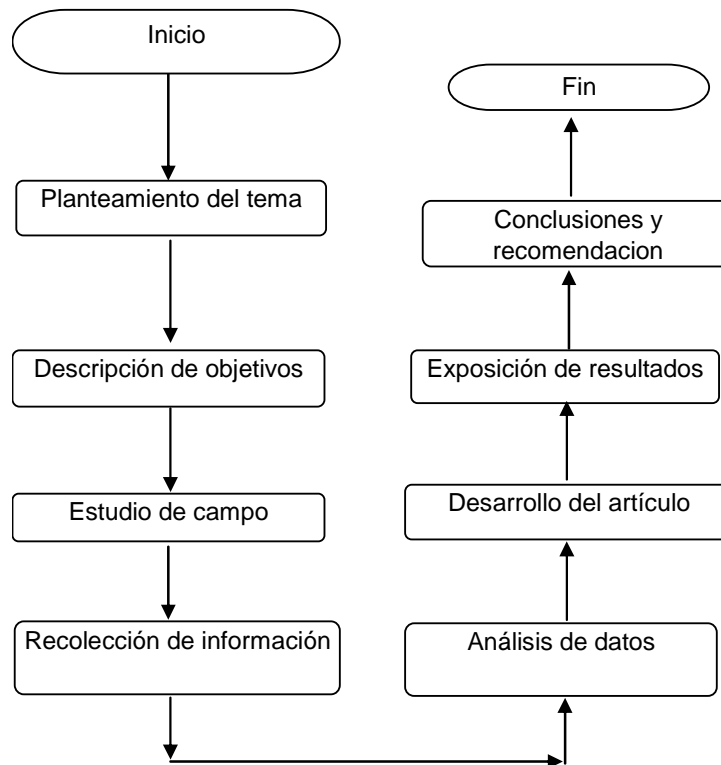 Inicio
Planteamiento del tema
Descripción de objetivos
Estudio de campo
Recolección de información
Análisis de datos
Desarrollo del artículo
Exposición de resultados
Conclusiones y
recomendacion
Fin